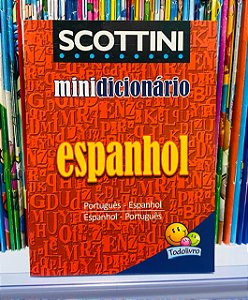 SCOTTINI
minidicionário
espanhol
Português - Espanhol
Espanhol - Português
Todolivro